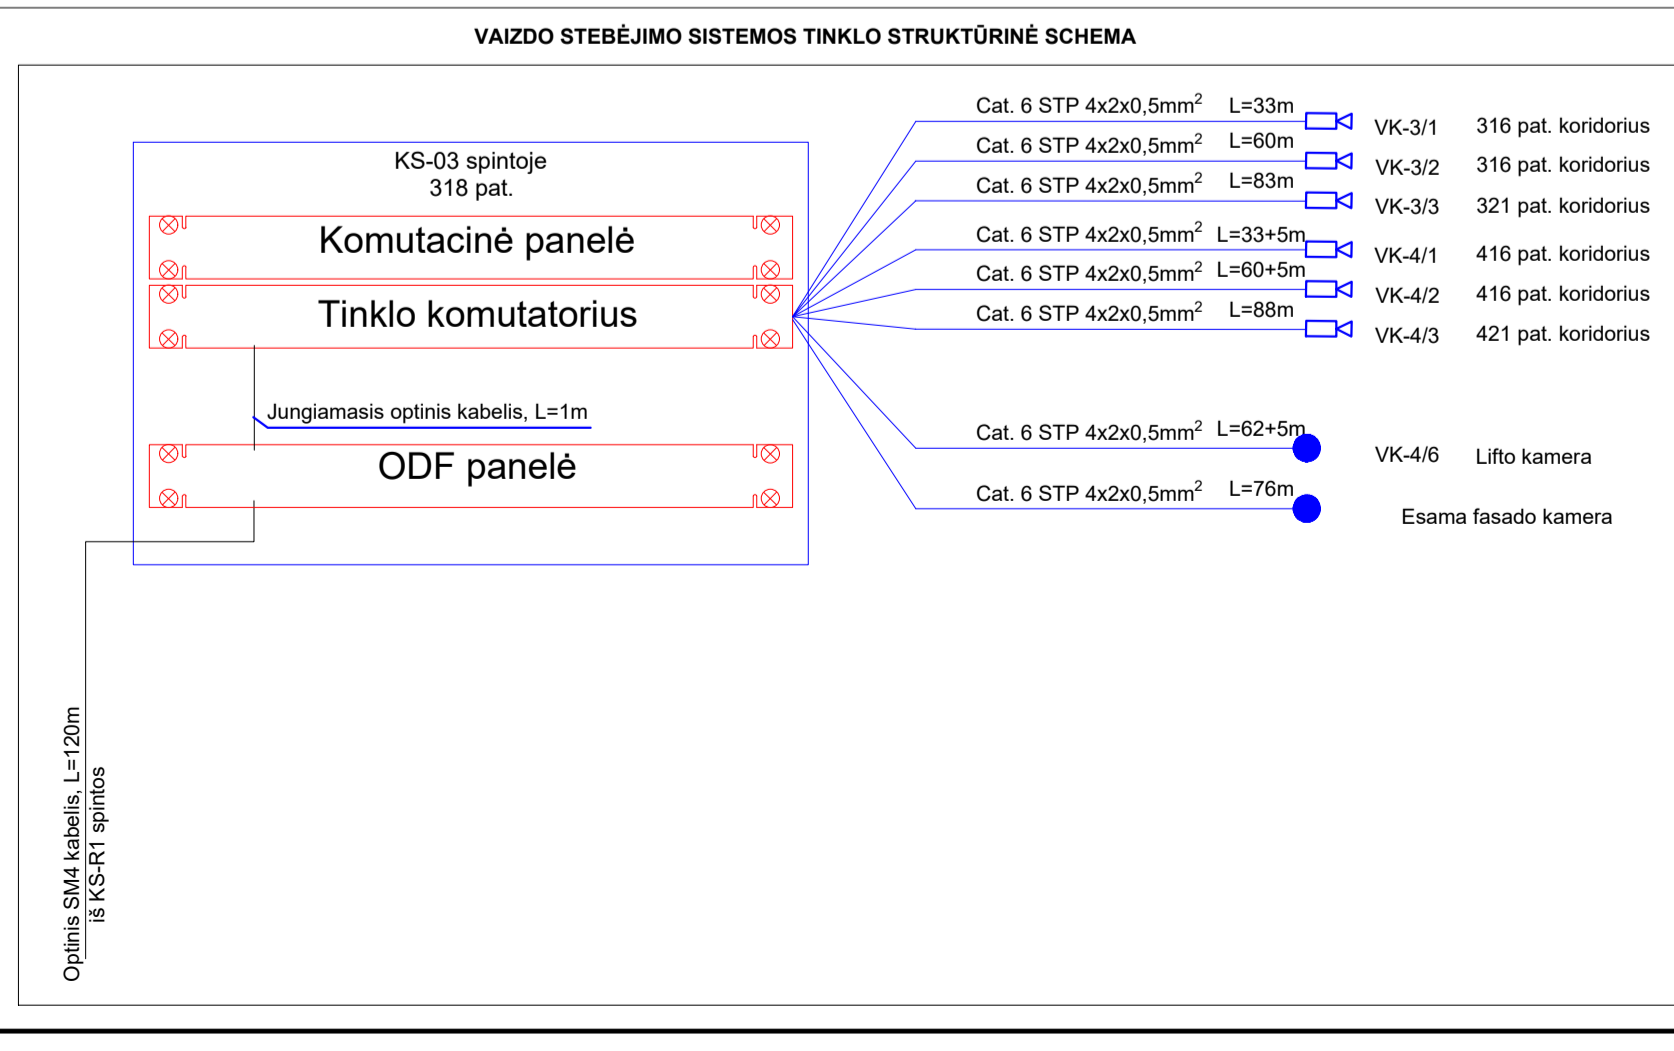 VAIZDO STEBĖJIMO SISTEMOS TINKLO STRUKTŪRINĖ SCHEMA
KS-03 spintoje
318 pat.
Komutacinė panelė
Tinklo komutatorius
Jungiamasis optinis kabelis, L=1m
ODF panelė
Optinis SM4 kabelis, L=120m
iš KS-R1 spintos
Cat. 6 STP 4x2x0,5mm² L=33m VK-3/1 316 pat. koridorius
Cat. 6 STP 4x2x0,5mm² L=60m VK-3/2 316 pat. koridorius
Cat. 6 STP 4x2x0,5mm² L=83m VK-3/3 321 pat. koridorius
Cat. 6 STP 4x2x0,5mm² L=33+5m VK-4/1 416 pat. koridorius
Cat. 6 STP 4x2x0,5mm² L=60+5m VK-4/2 416 pat. koridorius
Cat. 6 STP 4x2x0,5mm² L=88m VK-4/3 421 pat. koridorius
Cat. 6 STP 4x2x0,5mm² L=62+5m VK-4/6 Lifto kamera
Cat. 6 STP 4x2x0,5mm² L=76m Esama fasado kamera